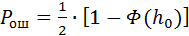 Pош = 1/2 · [1 − Φ(h0)]